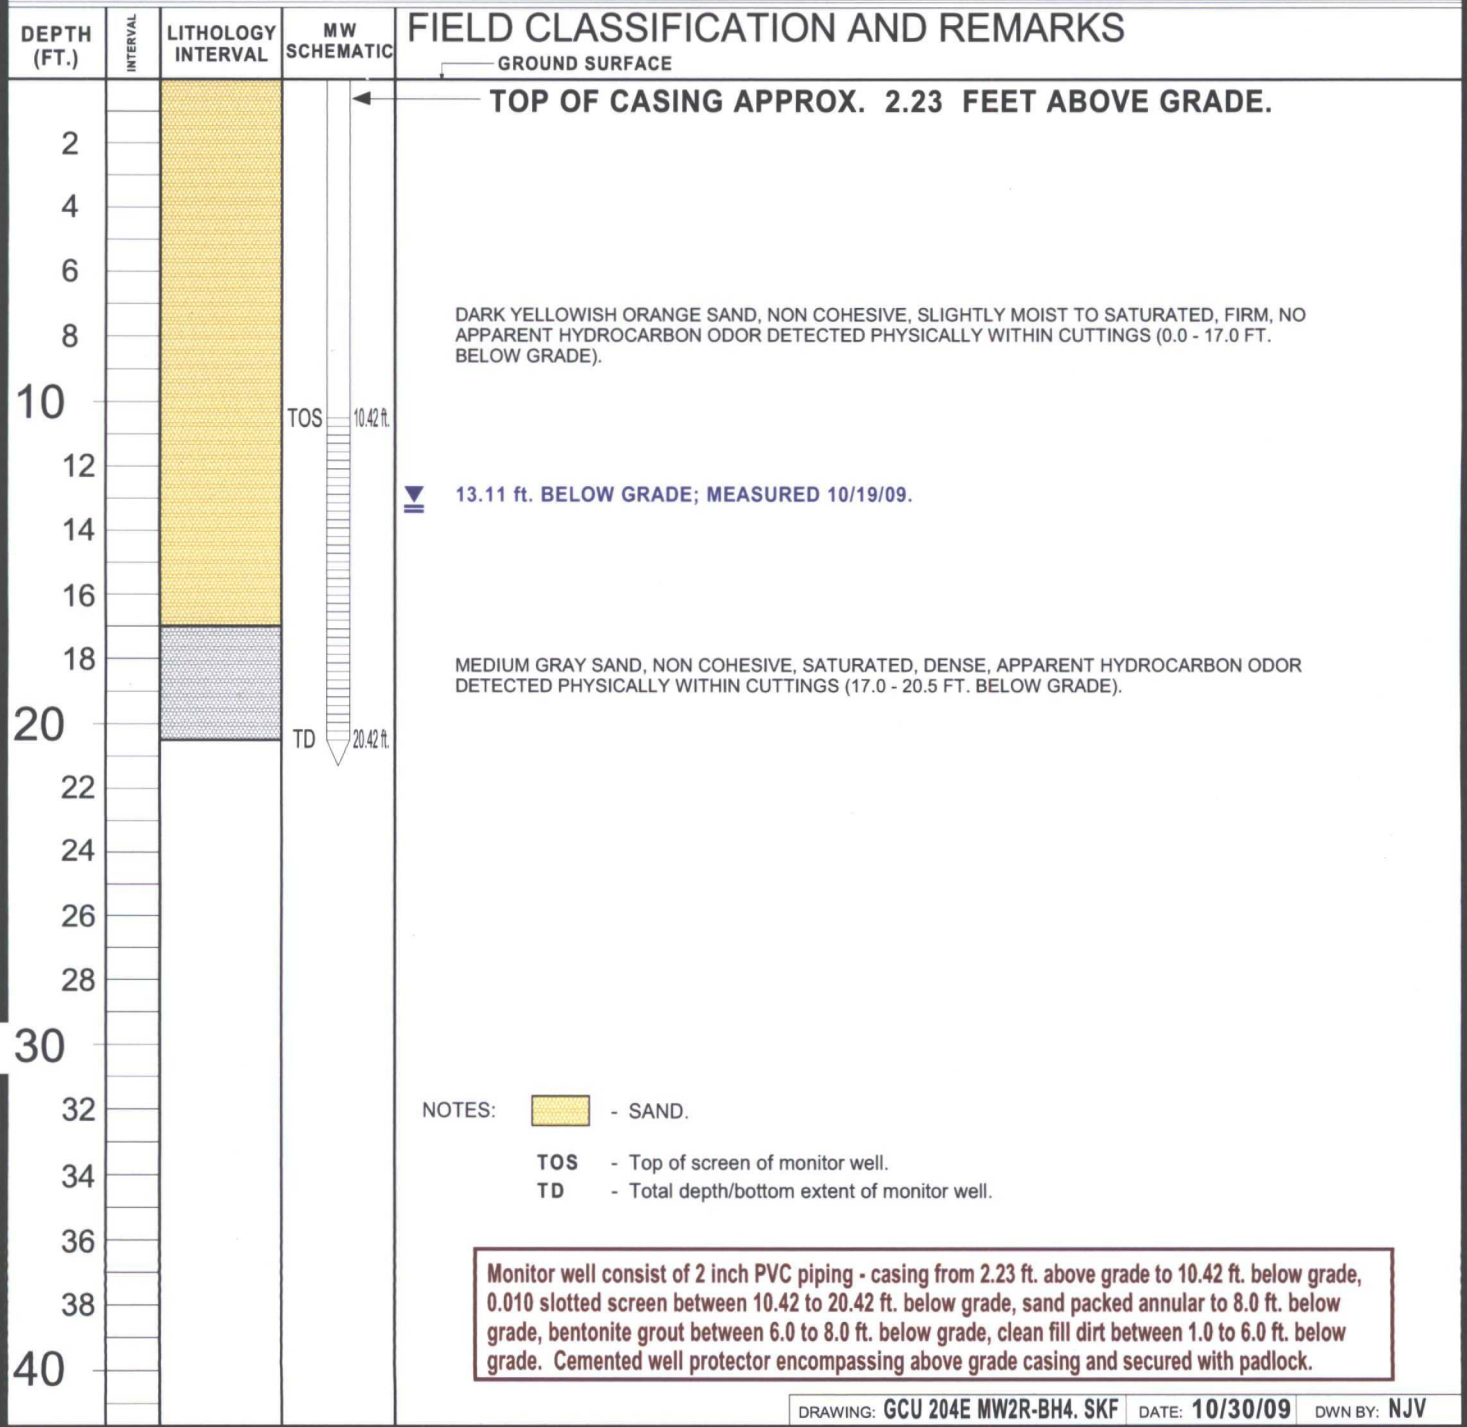 DEPTH (FT.)
INTERVAL
LITHOLOGY INTERVAL
MW SCHEMATIC
FIELD CLASSIFICATION AND REMARKS
GROUND SURFACE
TOP OF CASING APPROX. 2.23 FEET ABOVE GRADE.
2
4
6
DARK YELLOWISH ORANGE SAND, NON COHESIVE, SLIGHTLY MOIST TO SATURATED, FIRM, NO
8
APPARENT HYDROCARBON ODOR DETECTED PHYSICALLY WITHIN CUTTINGS (0.0 - 17.0 FT.
BELOW GRADE).
10
TOS 10.42 ft.
12
13.11 ft. BELOW GRADE; MEASURED 10/19/09.
14
16
18
MEDIUM GRAY SAND, NON COHESIVE, SATURATED, DENSE, APPARENT HYDROCARBON ODOR
DETECTED PHYSICALLY WITHIN CUTTINGS (17.0 - 20.5 FT. BELOW GRADE).
20
TD 20.42 ft.
22
24
26
28
30
32
NOTES: - SAND.
TOS - Top of screen of monitor well.
34
TD - Total depth/bottom extent of monitor well.
36
Monitor well consist of 2 inch PVC piping - casing from 2.23 ft. above grade to 10.42 ft. below grade,
38
0.010 slotted screen between 10.42 to 20.42 ft. below grade, sand packed annular to 8.0 ft. below
grade, bentonite grout between 6.0 to 8.0 ft. below grade, clean fill dirt between 1.0 to 6.0 ft. below
grade. Cemented well protector encompassing above grade casing and secured with padlock.
40
DRAWING: GCU 204E MW2R-BH4. SKF DATE: 10/30/09 DWN BY: NJV